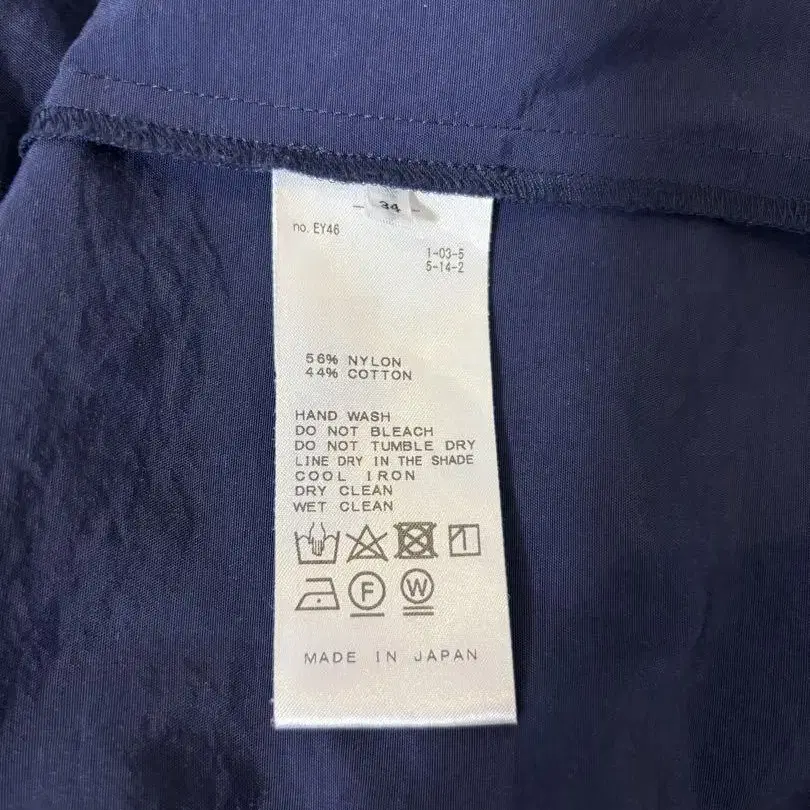 - 34 -
no. EY46
1-03-5
5-14-2
56% NYLON
44% COTTON
HAND WASH
DO NOT BLEACH
DO NOT TUMBLE DRY
LINE DRY IN THE SHADE
COOL IRON
DRY CLEAN
WET CLEAN
F W
MADE IN JAPAN